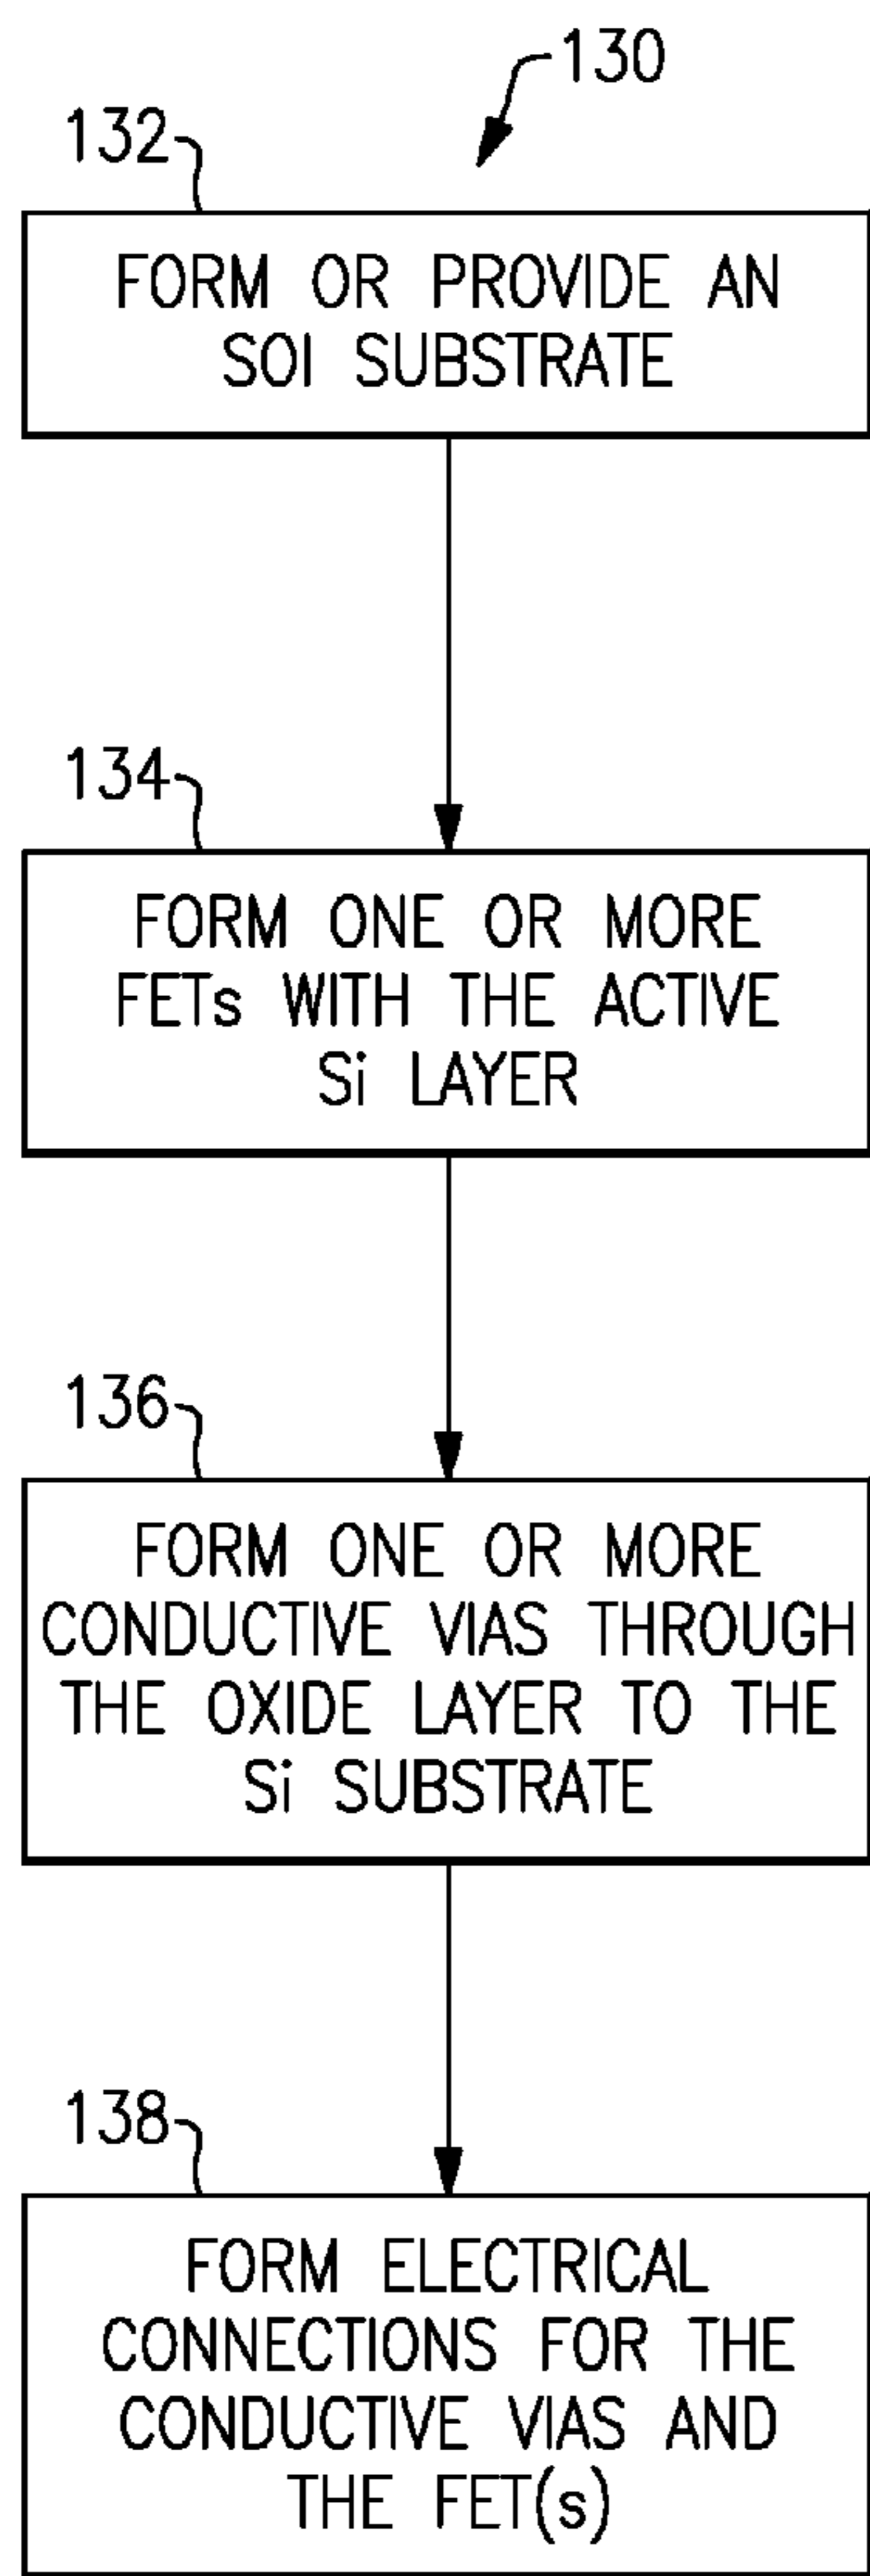 130
132
FORM OR PROVIDE AN
SOI SUBSTRATE
134
FORM ONE OR MORE
FETs WITH THE ACTIVE
Si LAYER
136
FORM ONE OR MORE
CONDUCTIVE VIAS THROUGH
THE OXIDE LAYER TO THE
Si SUBSTRATE
138
FORM ELECTRICAL
CONNECTIONS FOR THE
CONDUCTIVE VIAS AND
THE FET(s)